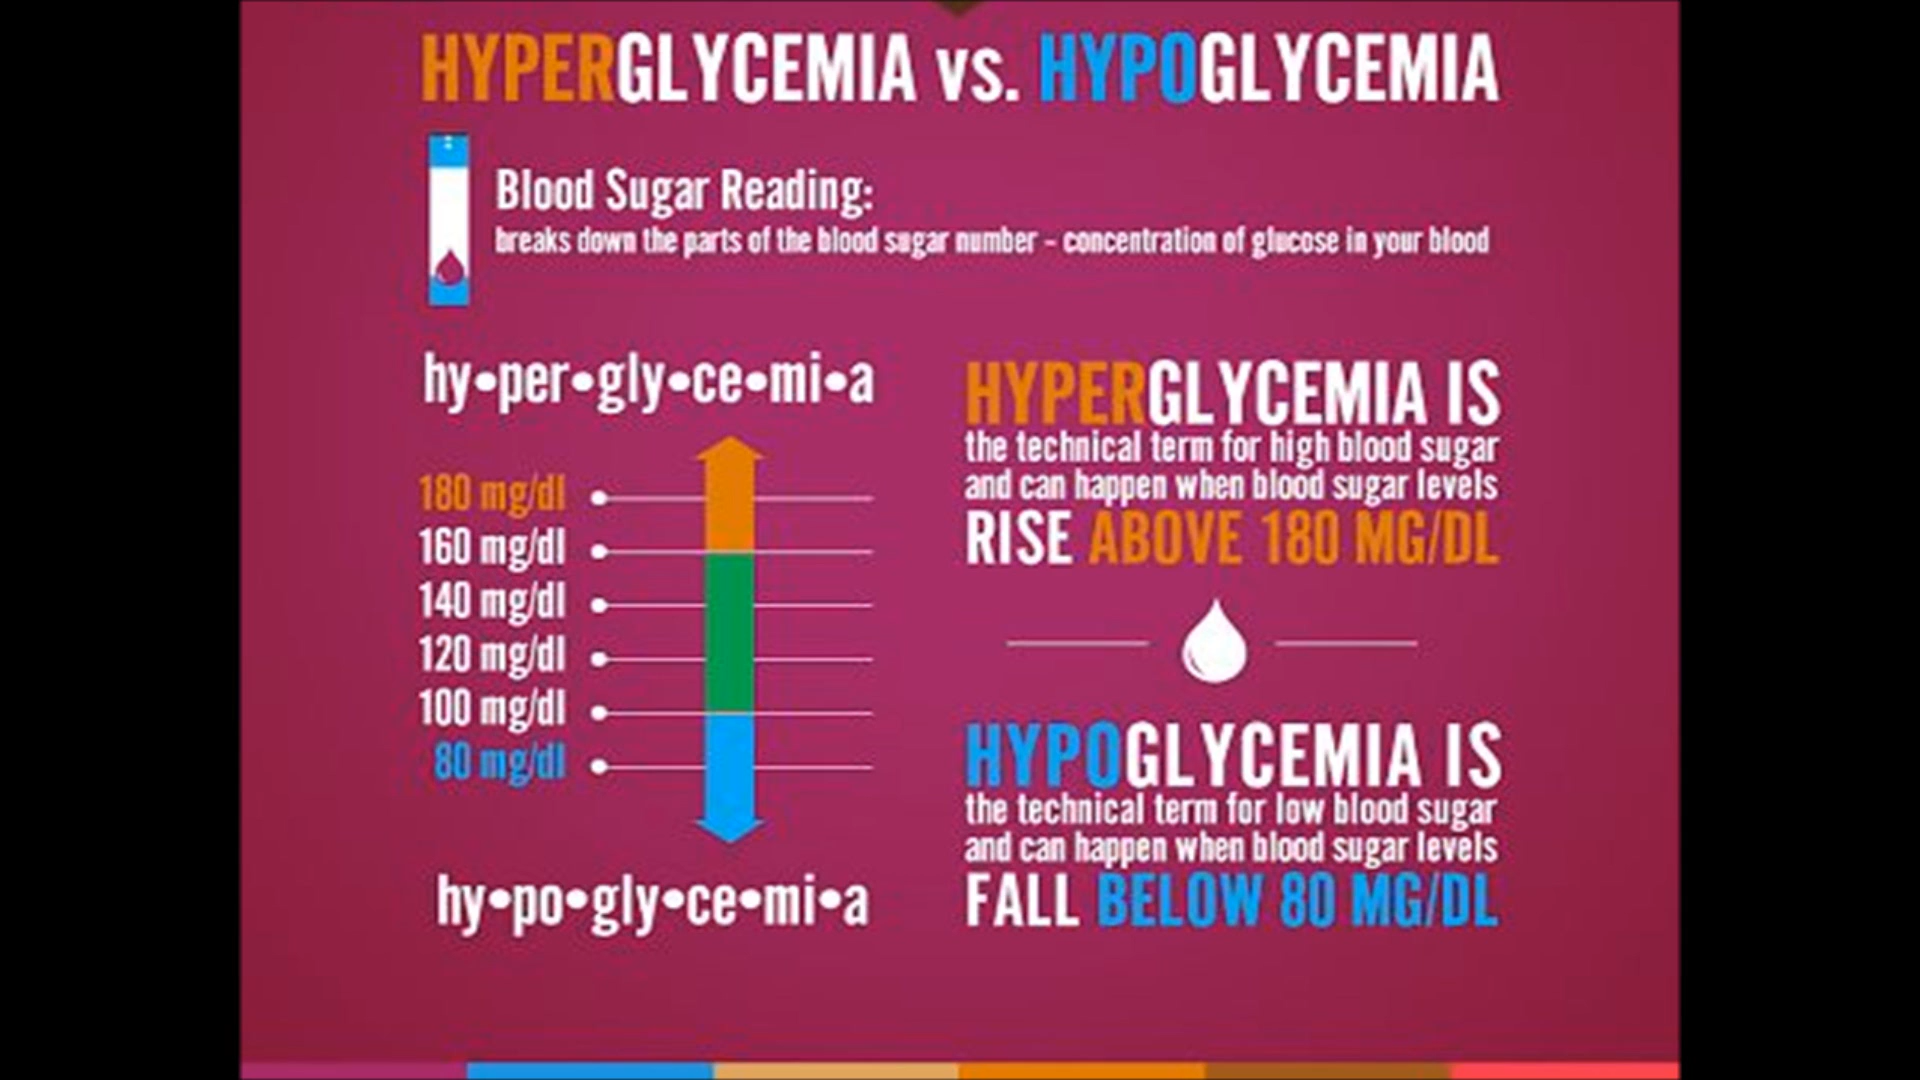 HYPERGLYCEMIA vs. HYPOGLYCEMIA
Blood Sugar Reading:
breaks down the parts of the blood sugar number - concentration of glucose in your blood
hy•per•gly•ce•mi•a
180 mg/dl
160 mg/dl
140 mg/dl
120 mg/dl
100 mg/dl
80 mg/dl
hy•po•gly•ce•mi•a
HYPERGLYCEMIA IS
the technical term for high blood sugar
and can happen when blood sugar levels
RISE ABOVE 180 MG/DL
HYPOGLYCEMIA IS
the technical term for low blood sugar
and can happen when blood sugar levels
FALL BELOW 80 MG/DL